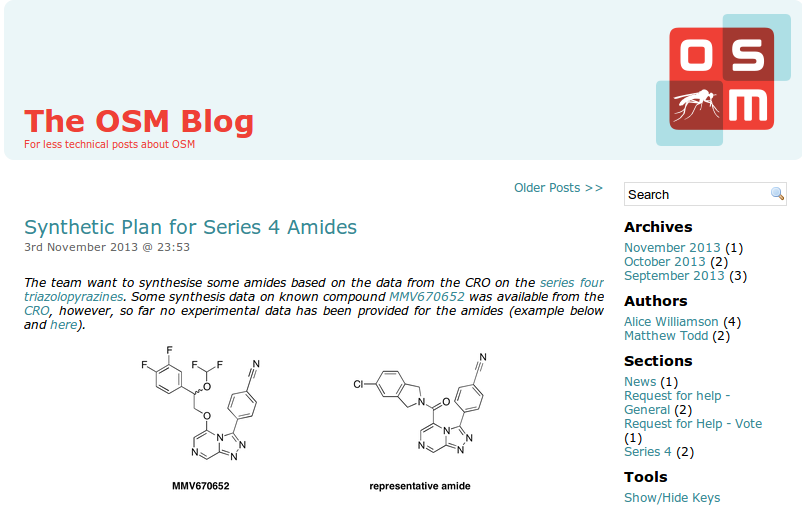 OS
m
The OSM Blog
For less technical posts about OSM
Older Posts >>
Synthetic Plan for Series 4 Amides
3rd November 2013 @ 23:53
The team want to synthesise some amides based on the data from the CRO on the series four
triazolopyrazines. Some synthesis data on known compound MMV670652 was available from the
CRO, however, so far no experimental data has been provided for the amides (example below
and here).
F
F
F F
O
N
O
N
N
N
N
MMV670652
Cl
N
N
O
N
N
N
N
representative amide
Search
Archives
November 2013 (1)
October 2013 (2)
September 2013 (3)
Authors
Alice Williamson (4)
Matthew Todd (2)
Sections
News (1)
Request for help -
General (2)
Request for Help - Vote
(1)
Series 4 (2)
Tools
Show/Hide Keys